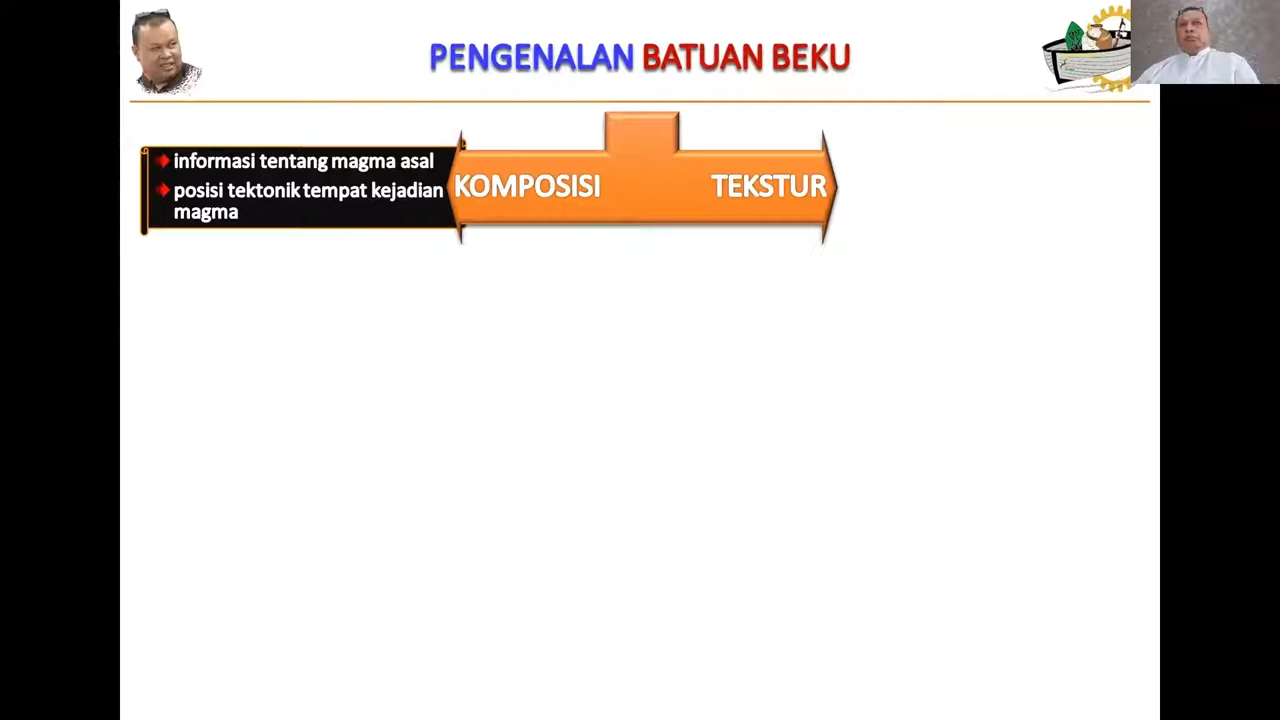 PENGENALAN BATUAN BEKU
informasi tentang magma asal
posisi tektonik tempat kejadian
magma
KOMPOSISI
TEKSTUR